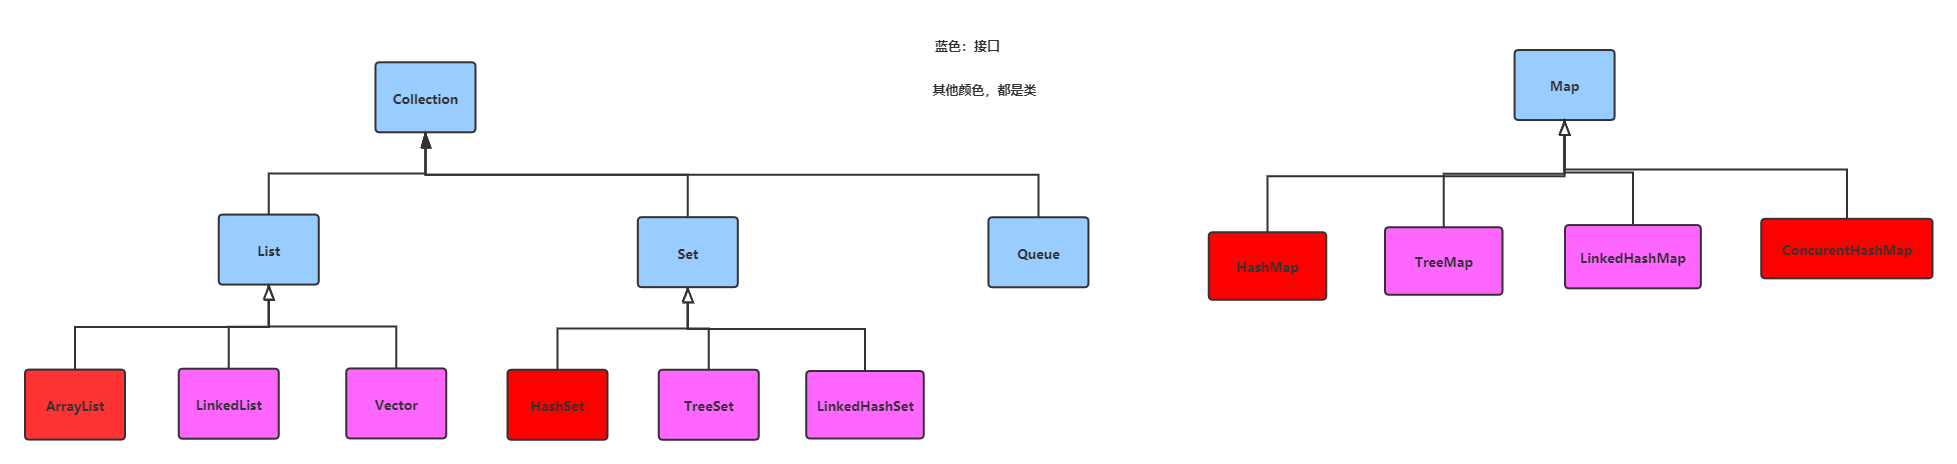 蓝色：接口
其他颜色，都是类
Collection
Map
List
Set
Queue
HashMap
TreeMap
LinkedHashMap
ConcurentHashMap
ArrayList
LinkedList
Vector
HashSet
TreeSet
LinkedHashSet